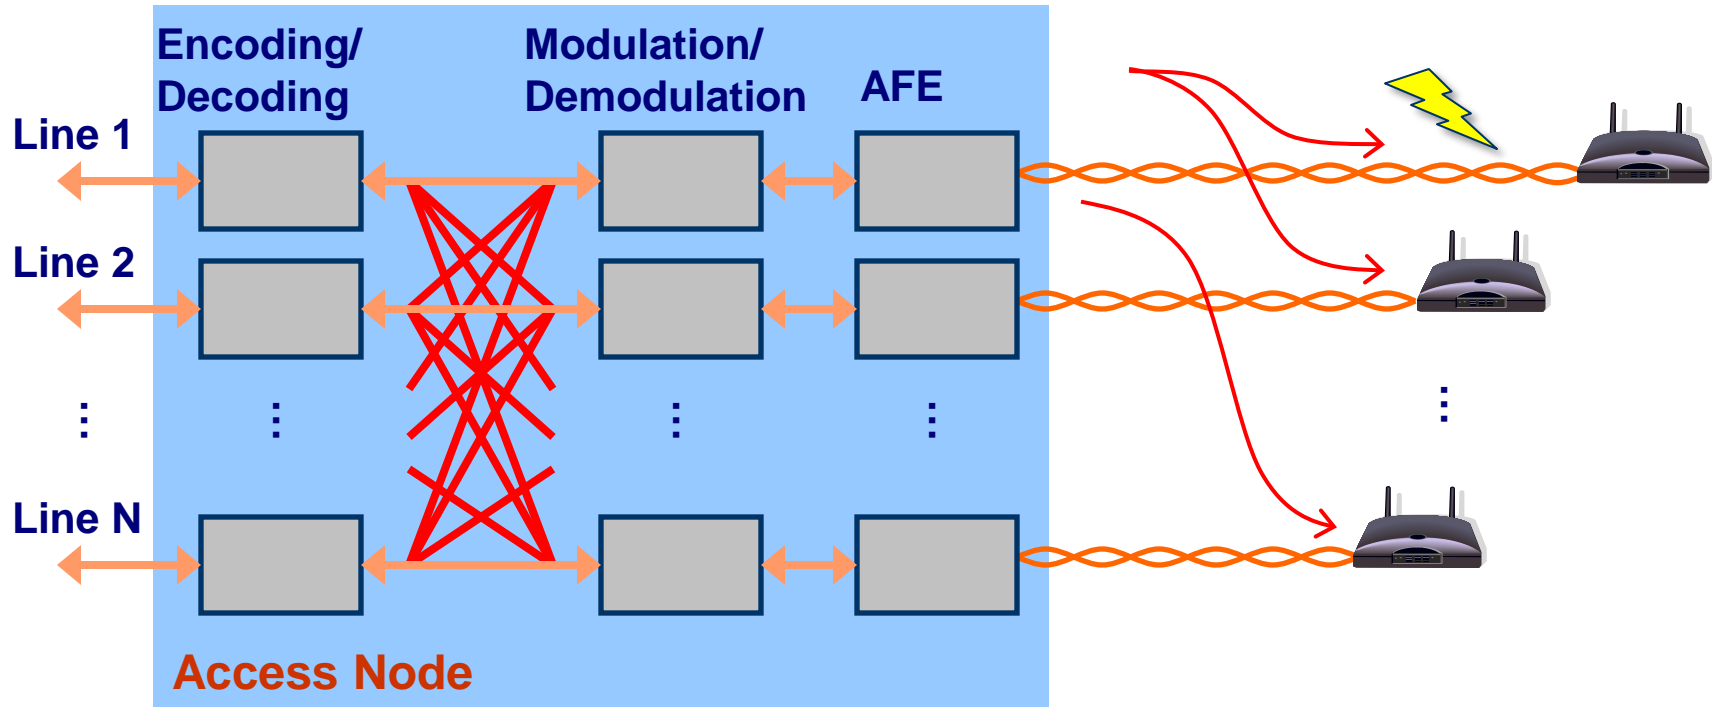 Encoding/
Decoding
Modulation/
Demodulation
AFE
Line 1
Line 2
...
...
...
...
...
Line N
Access Node